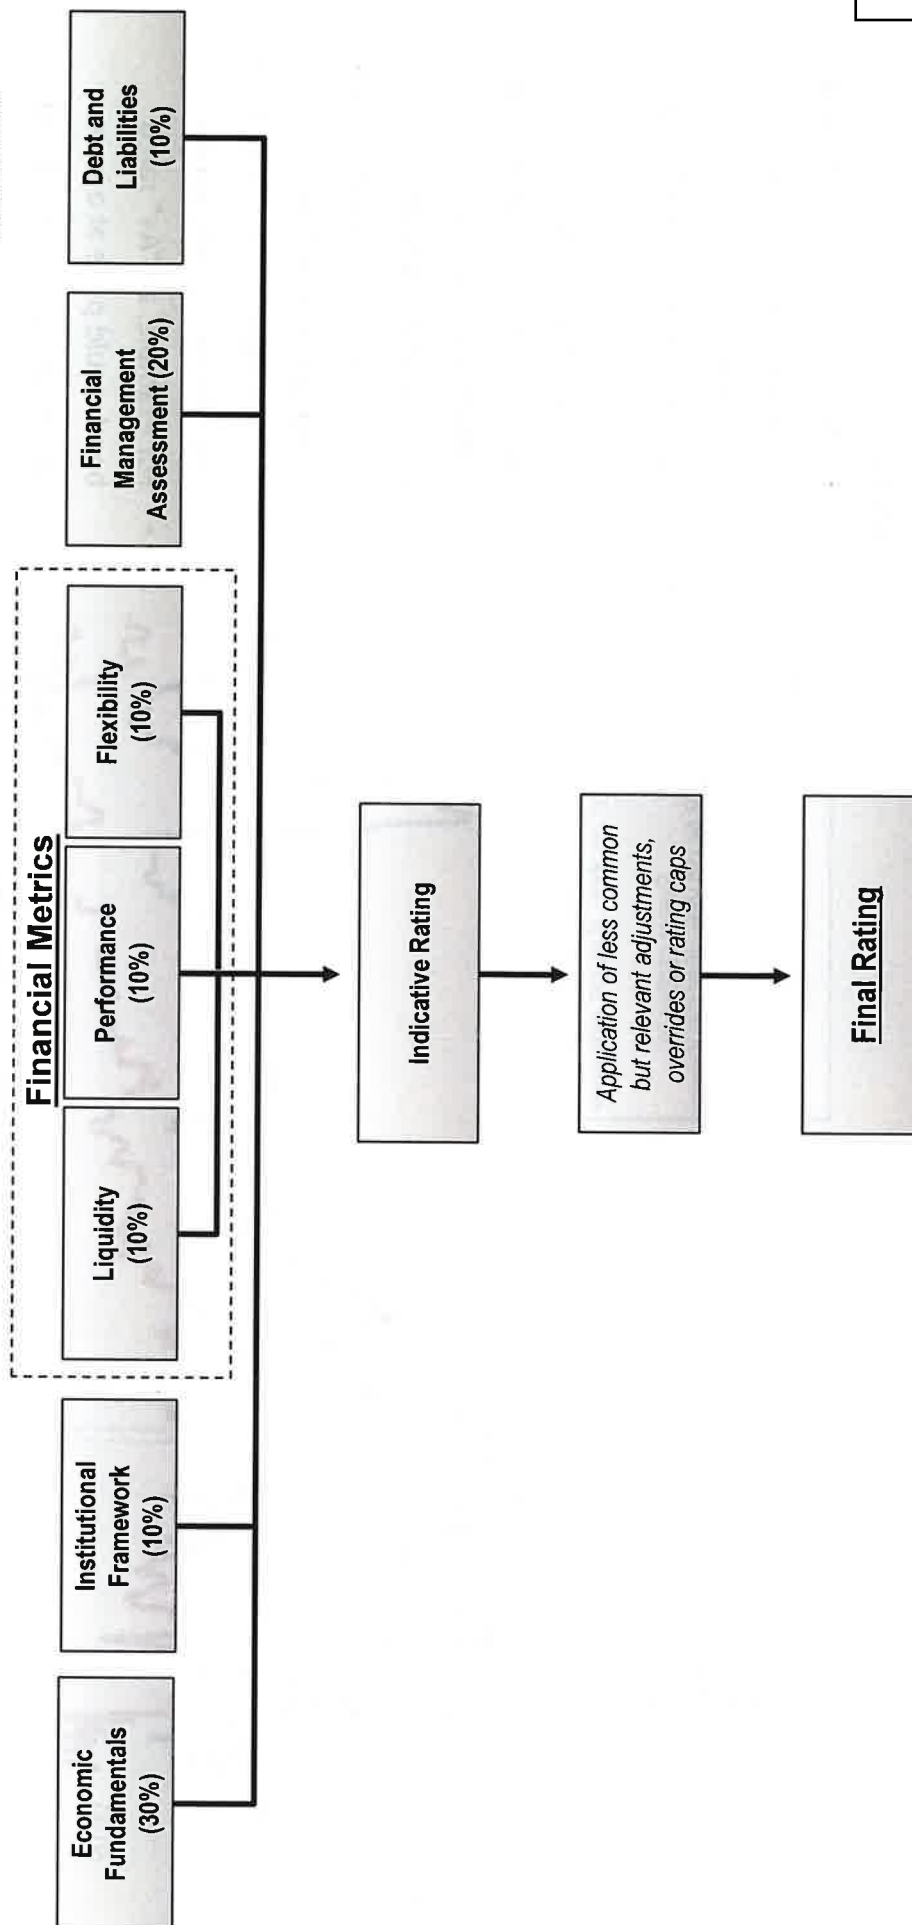 Financial Metrics
Economic
Fundamentals
(30%)
Institutional
Framework
(10%)
Liquidity
(10%)
Performance
(10%)
Flexibility
(10%)
Financial
Management
Assessment (20%)
Debt and
Liabilities
(10%)
Indicative Rating
Application of less common
but relevant adjustments,
overrides or rating caps
Final Rating